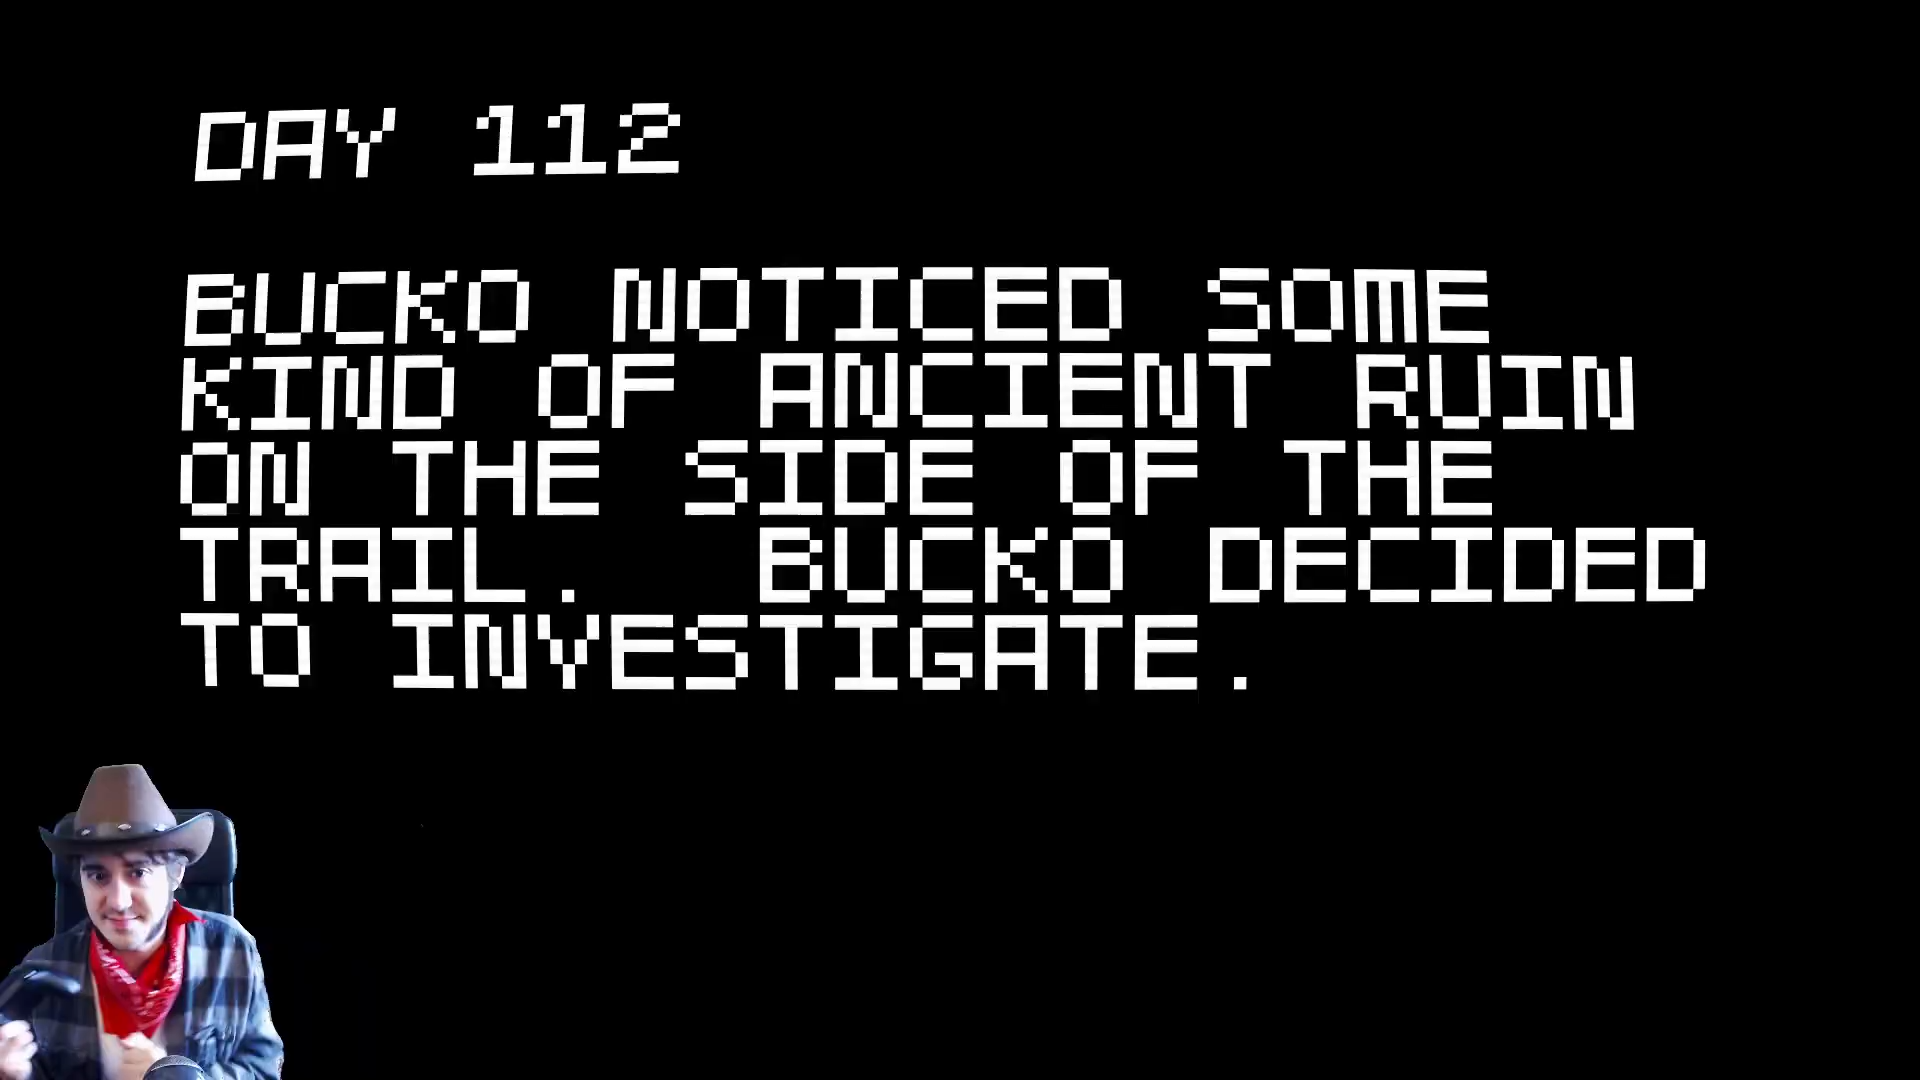 DAY 112
BUCKO NOTICED SOME
KIND OF ANCIENT RUIN
ON THE SIDE OF THE
TRAIL.  BUCKO DECIDED
TO INVESTIGATE.